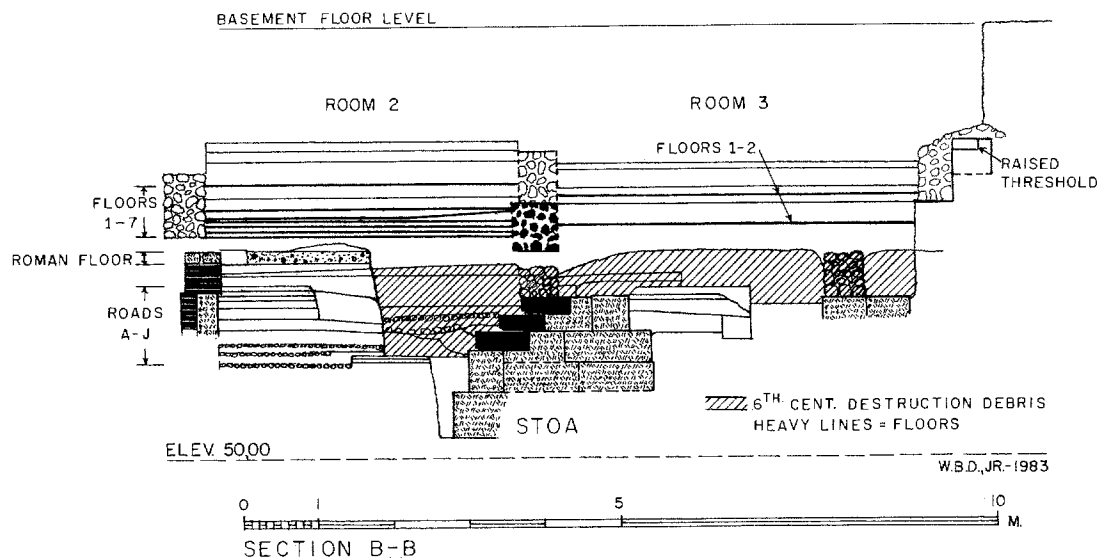 BASEMENT FLOOR LEVEL
ROOM 2
ROOM 3
FLOORS 1-2
RAISED
THRESHOLD
FLOORS
1-7
ROMAN FLOOR
ROADS
A-J
6TH. CENT. DESTRUCTION DEBRIS
HEAVY LINES = FLOORS
STOA
ELEV. 50.00
W.B.D., JR.-1983
0 1 5 10
M.
SECTION B-B